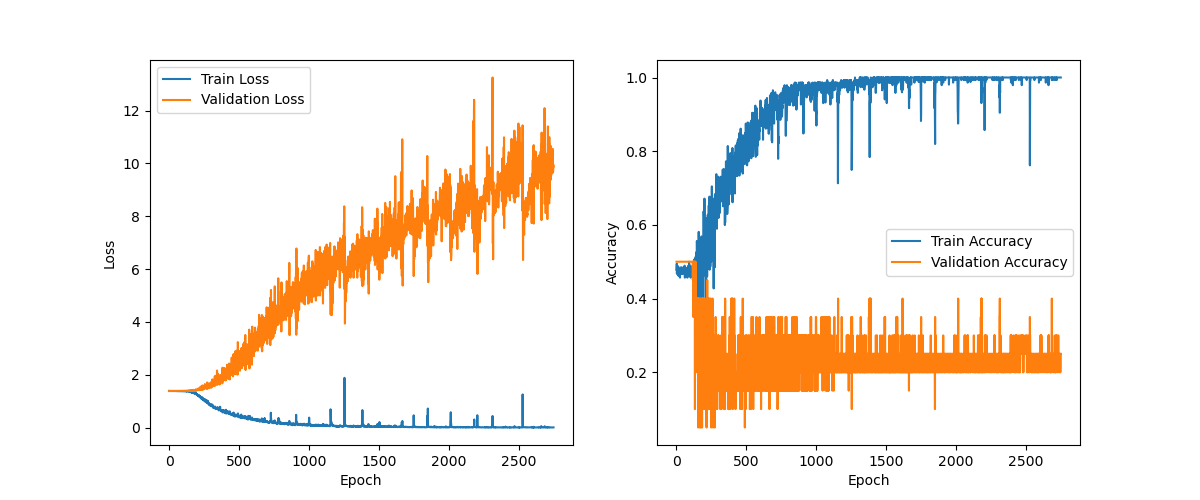 Train Loss
Validation Loss
12
10
8
6
4
2
0
Loss
0 500 1000 1500 2000 2500
Epoch
1.0
0.8
0.6
0.4
0.2
Accuracy
Train Accuracy
Validation Accuracy
0 500 1000 1500 2000 2500
Epoch